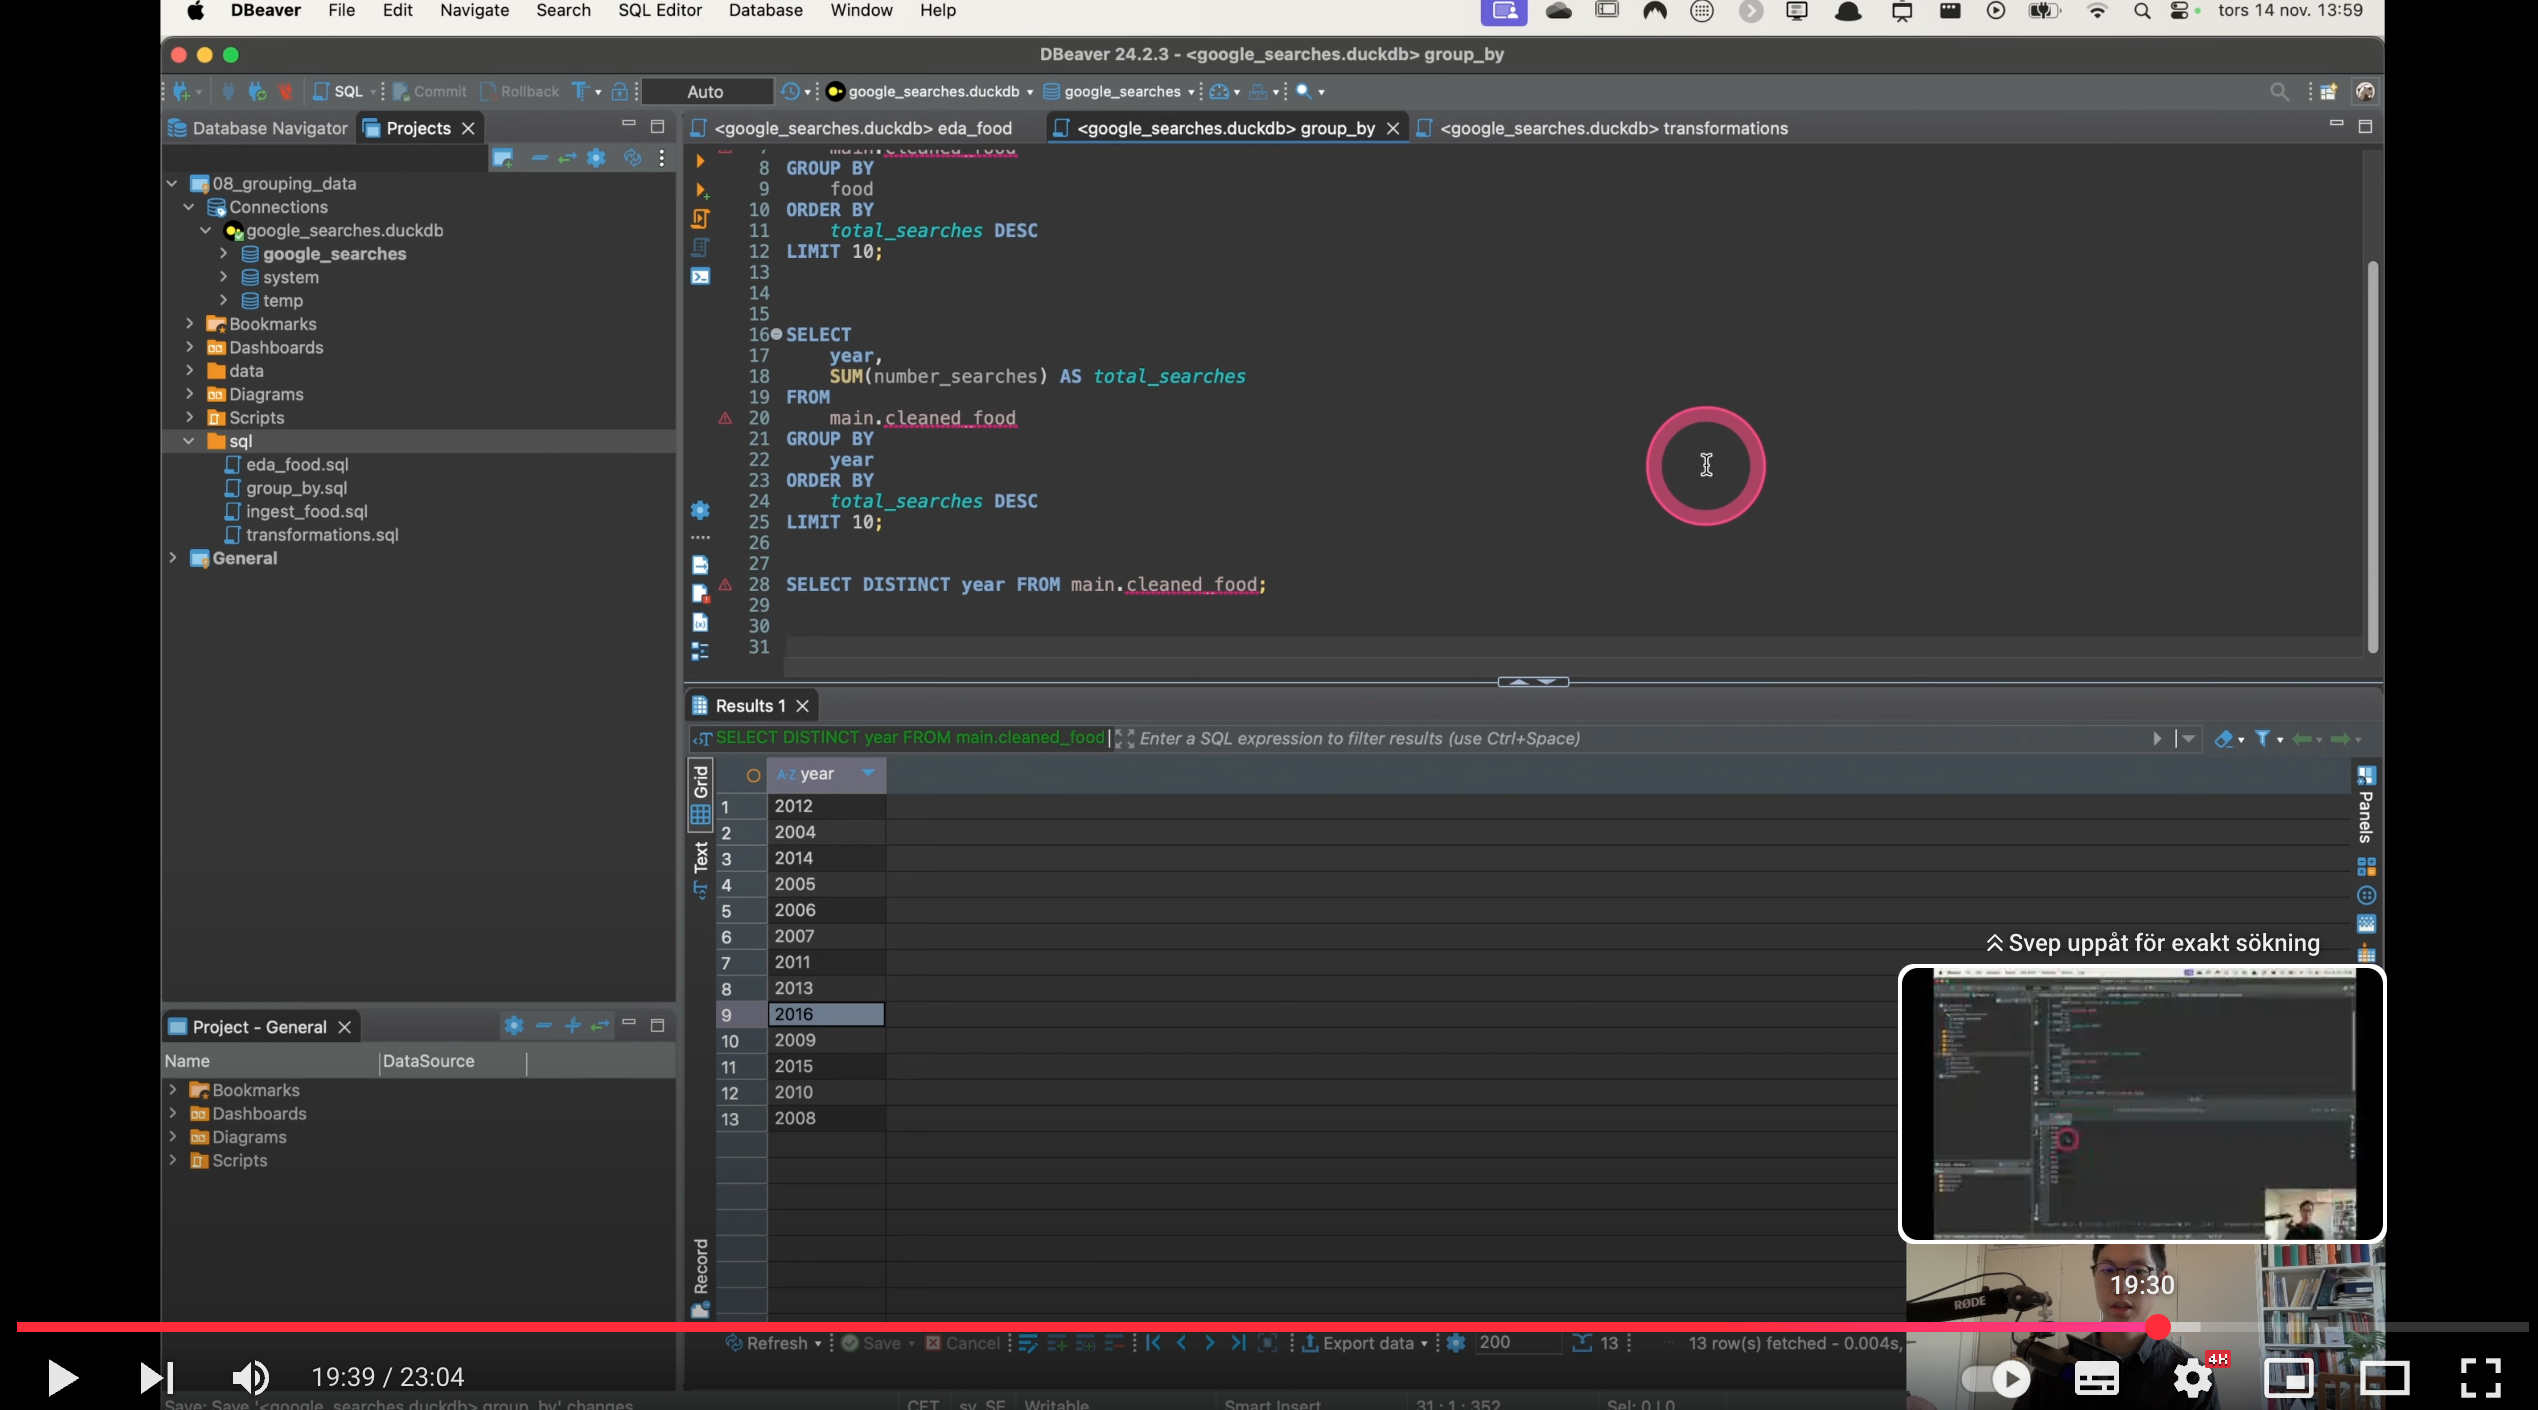 DBeaver File Edit Navigate Search SQL Editor Database Window Help
tors 14 nov. 13:59
DBeaver 24.2.3 - <google_searches.duckdb> group_by
SQL Commit Rollback Auto google_searches.duckdb google_searches
Database Navigator
Projects
<google_searches.duckdb> eda_food
<google_searches.duckdb> group_by
<google_searches.duckdb> transformations
08_grouping_data
Connections
google_searches.duckdb
google_searches
system
temp
Bookmarks
Dashboards
data
Diagrams
Scripts
sql
eda_food.sql
group_by.sql
ingest_food.sql
transformations.sql
General
7 main.cleaned_food
8 GROUP BY
9 food
10 ORDER BY
11 total_searches DESC
12 LIMIT 10;
13
14
15
16 SELECT
17 year,
18 SUM(number_searches) AS total_searches
19 FROM
20 main.cleaned_food
21 GROUP BY
22 year
23 ORDER BY
24 total_searches DESC
25 LIMIT 10;
26
27
28 SELECT DISTINCT year FROM main.cleaned_food;
29
30
31
Results 1
SELECT DISTINCT year FROM main.cleaned_food
Enter a SQL expression to filter results (use Ctrl+Space)
Grid
Text
Record
Panels
A-Z year
1 2012
2 2004
3 2014
4 2005
5 2006
6 2007
7 2011
8 2013
9 2016
10 2009
11 2015
12 2010
13 2008
Project - General
Name DataSource
Bookmarks
Dashboards
Diagrams
Scripts
Svep uppåt för exakt sökning
RØDE
19:30
Refresh Save Cancel Export data 200 13 13 row(s) fetched - 0.004s,
19:39 / 23:04
4H
Save: Save '<google_searches.duckdb> group_by' changes
CET sv_SE Writable Smart Insert 31 : 1 : 352 Sel: 0 | 0